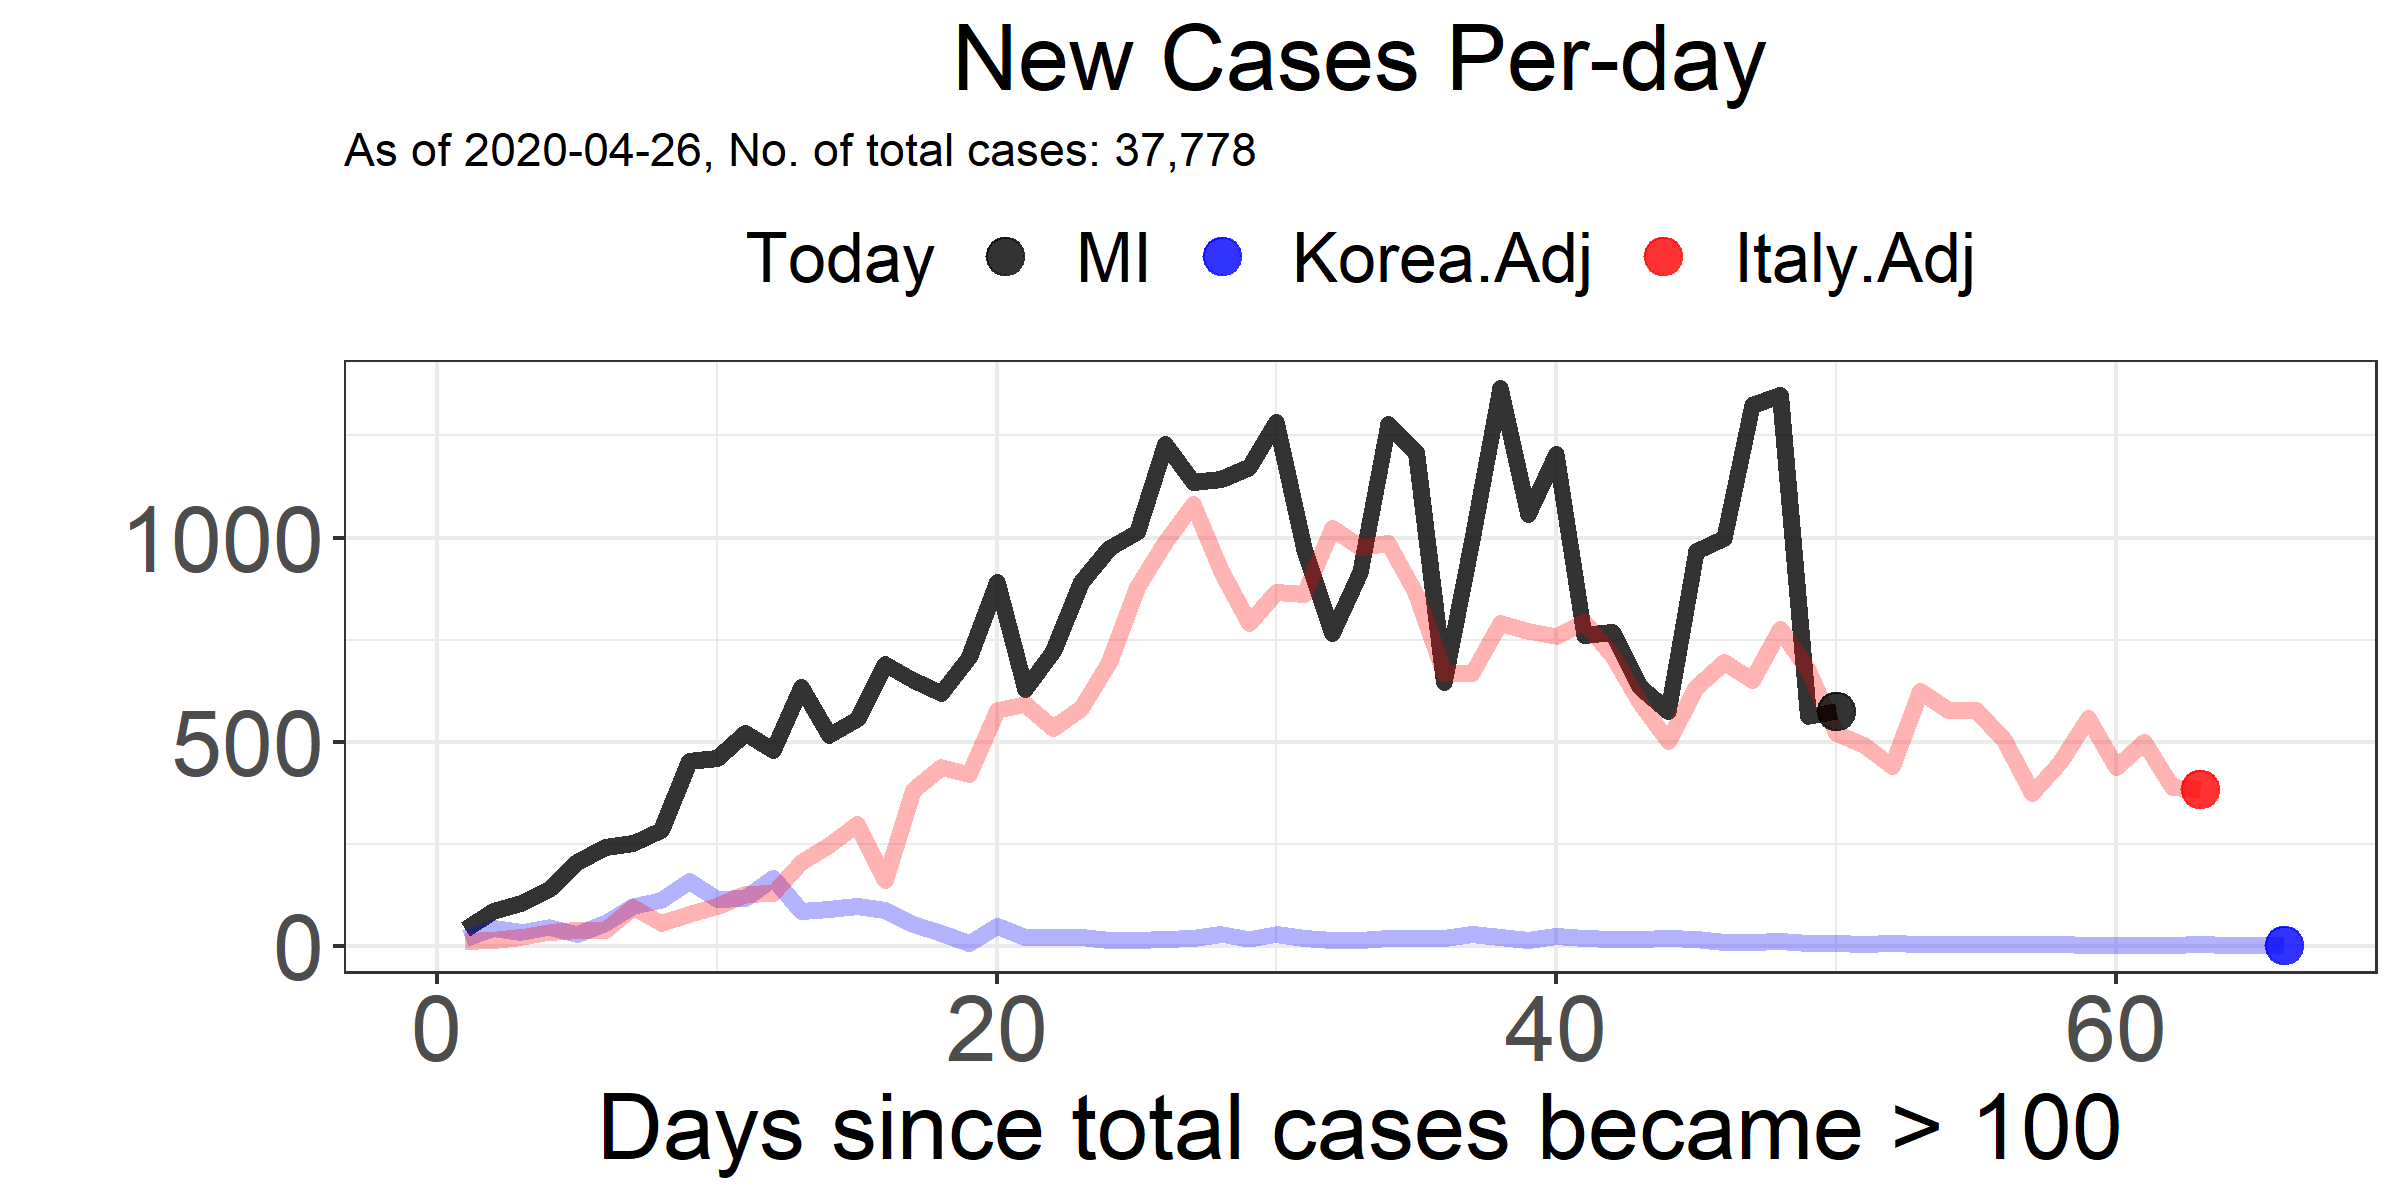 New Cases Per-day
As of 2020-04-26, No. of total cases: 37,778
Today MI Korea.Adj Italy.Adj
1000
500
0
0 20 40 60
Days since total cases became > 100